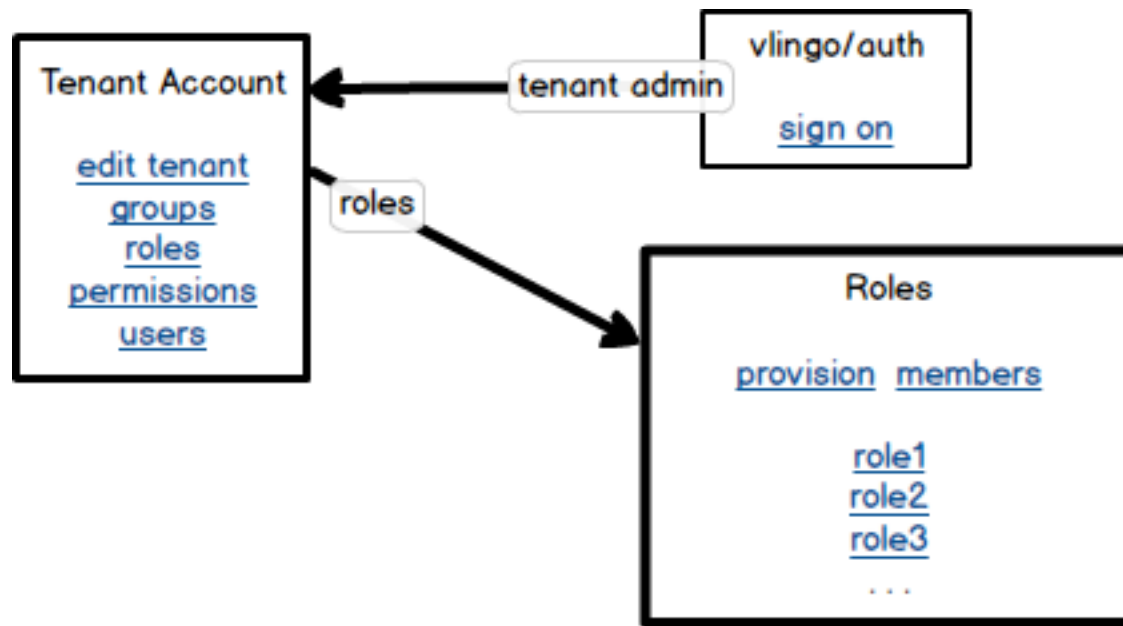 Tenant Account
edit tenant
groups
roles
permissions
users
tenant admin
vlingo/auth
sign on
roles
Roles
provision members
role1
role2
role3
. . .